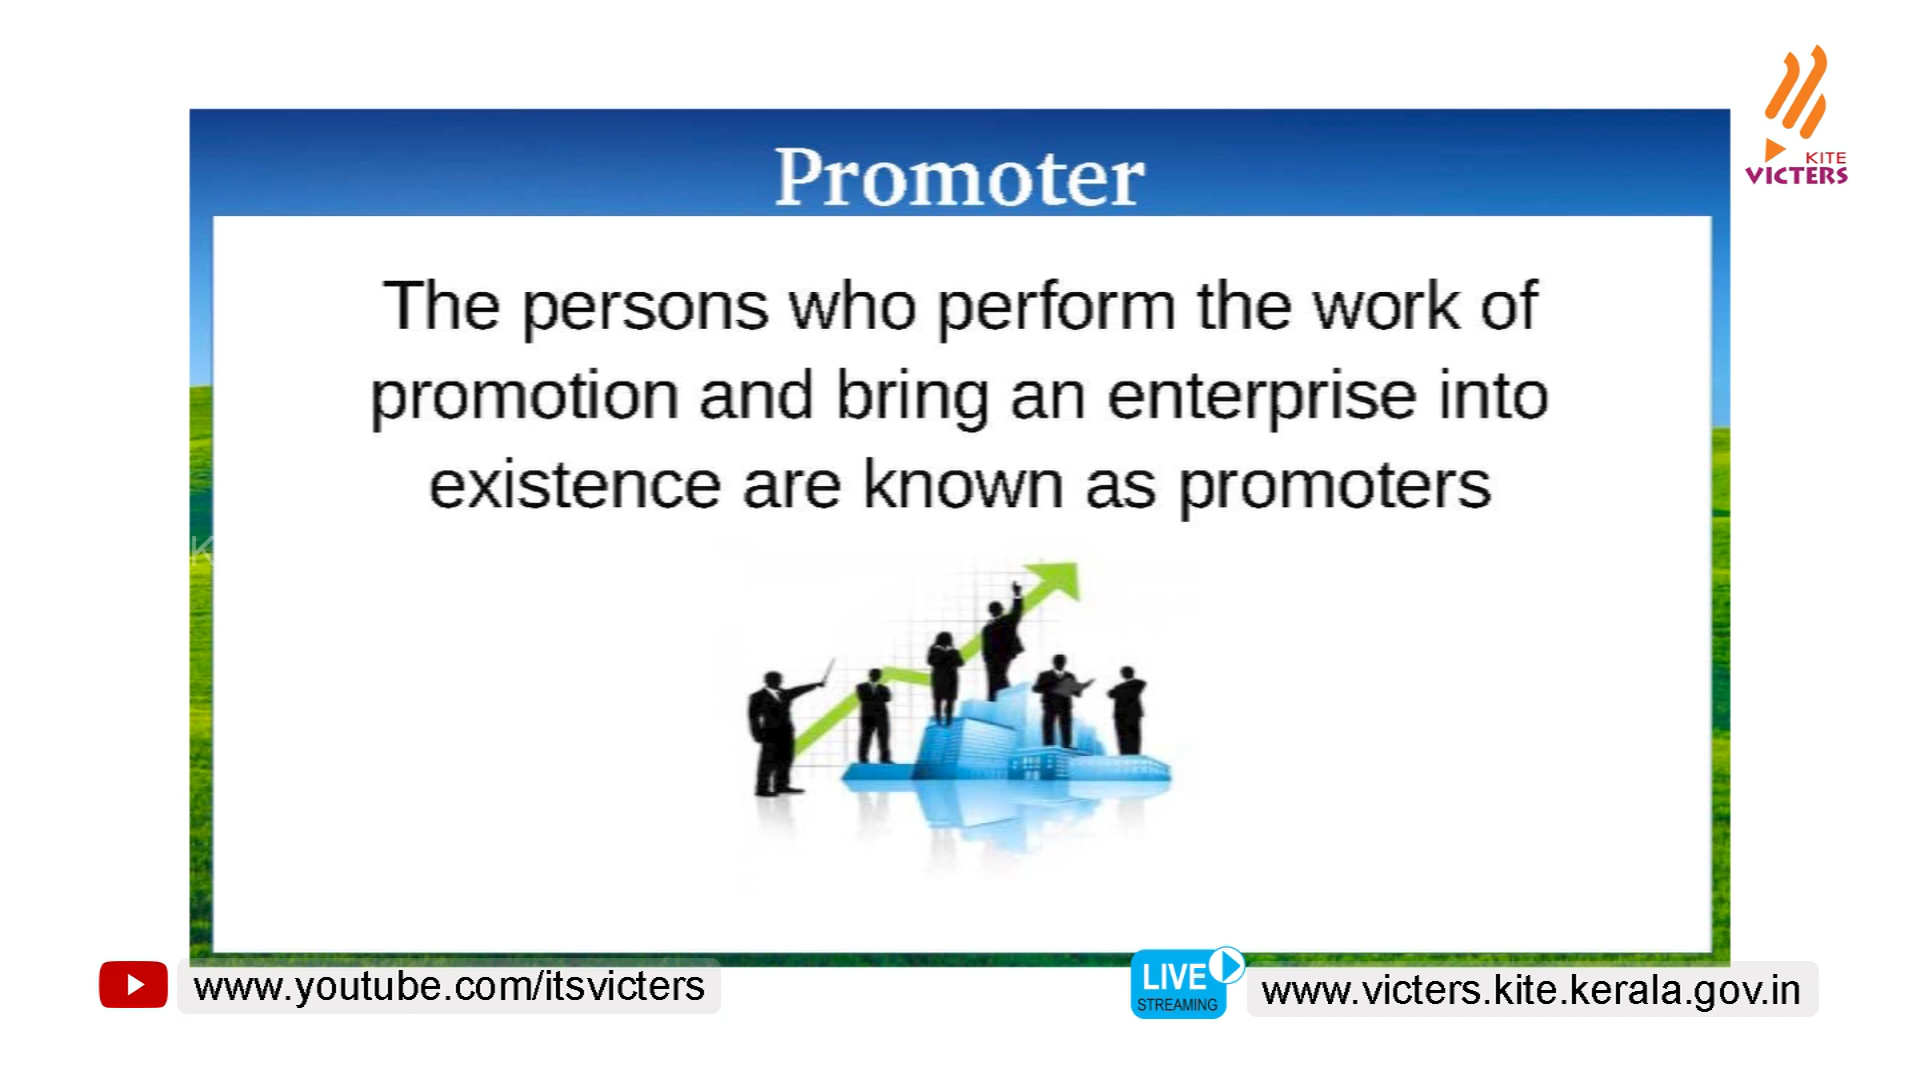 Promoter
KITE
VICTERS
The persons who perform the work of
promotion and bring an enterprise into
existence are known as promoters
www.youtube.com/itsvicters
LIVE
STREAMING
www.victers.kite.kerala.gov.in